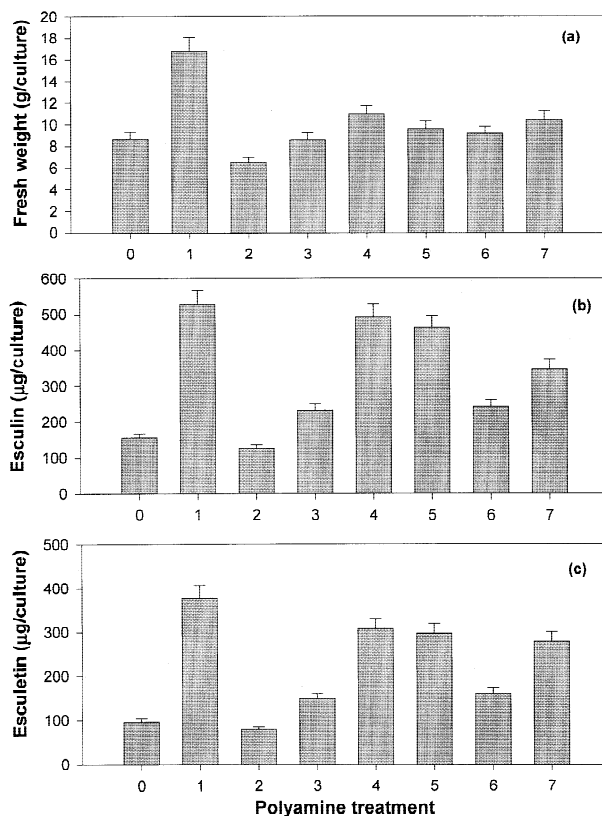 Fresh weight (g/culture)
20
18
16
14
12
10
8
6
4
2
0
(a)
0 1 2 3 4 5 6 7
Esculin (µg/culture)
600
500
400
300
200
100
0
(b)
0 1 2 3 4 5 6 7
Esculetin (µg/culture)
500
400
300
200
100
0
(c)
0 1 2 3 4 5 6 7
Polyamine treatment